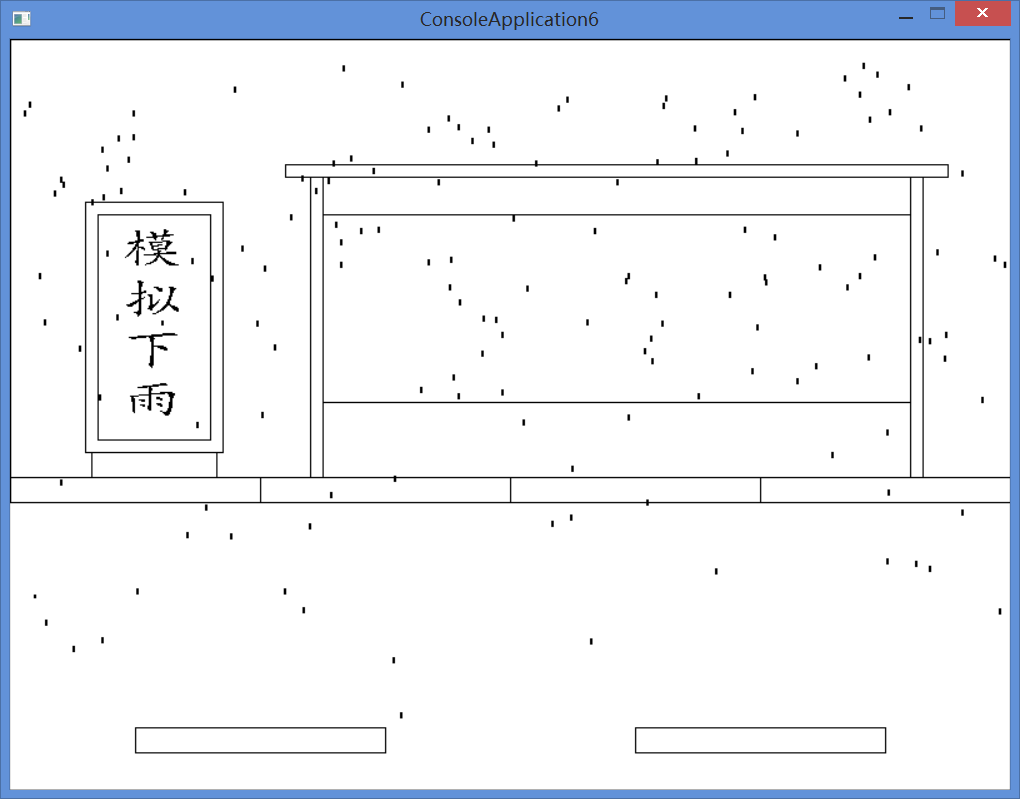 ConsoleApplication6
模
拟
下
雨